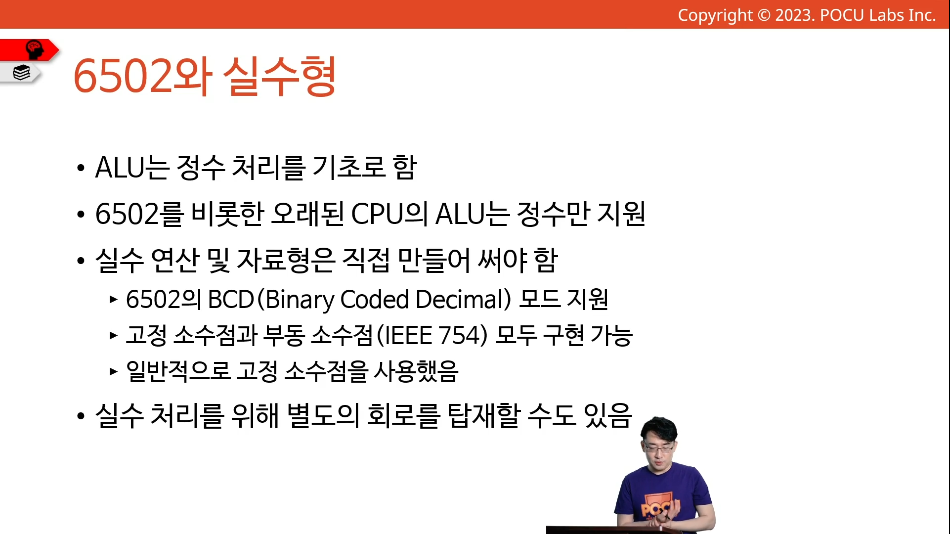 Copyright © 2023. POCU Labs Inc.
6502와 실수형
• ALU는 정수 처리를 기초로 함
• 6502를 비롯한 오래된 CPU의 ALU는 정수만 지원
• 실수 연산 및 자료형은 직접 만들어 써야 함
▸ 6502의 BCD(Binary Coded Decimal) 모드 지원
▸ 고정 소수점과 부동 소수점(IEEE 754) 모두 구현 가능
▸ 일반적으로 고정 소수점을 사용했음
• 실수 처리를 위해 별도의 회로를 탑재할 수도 있음
POCU